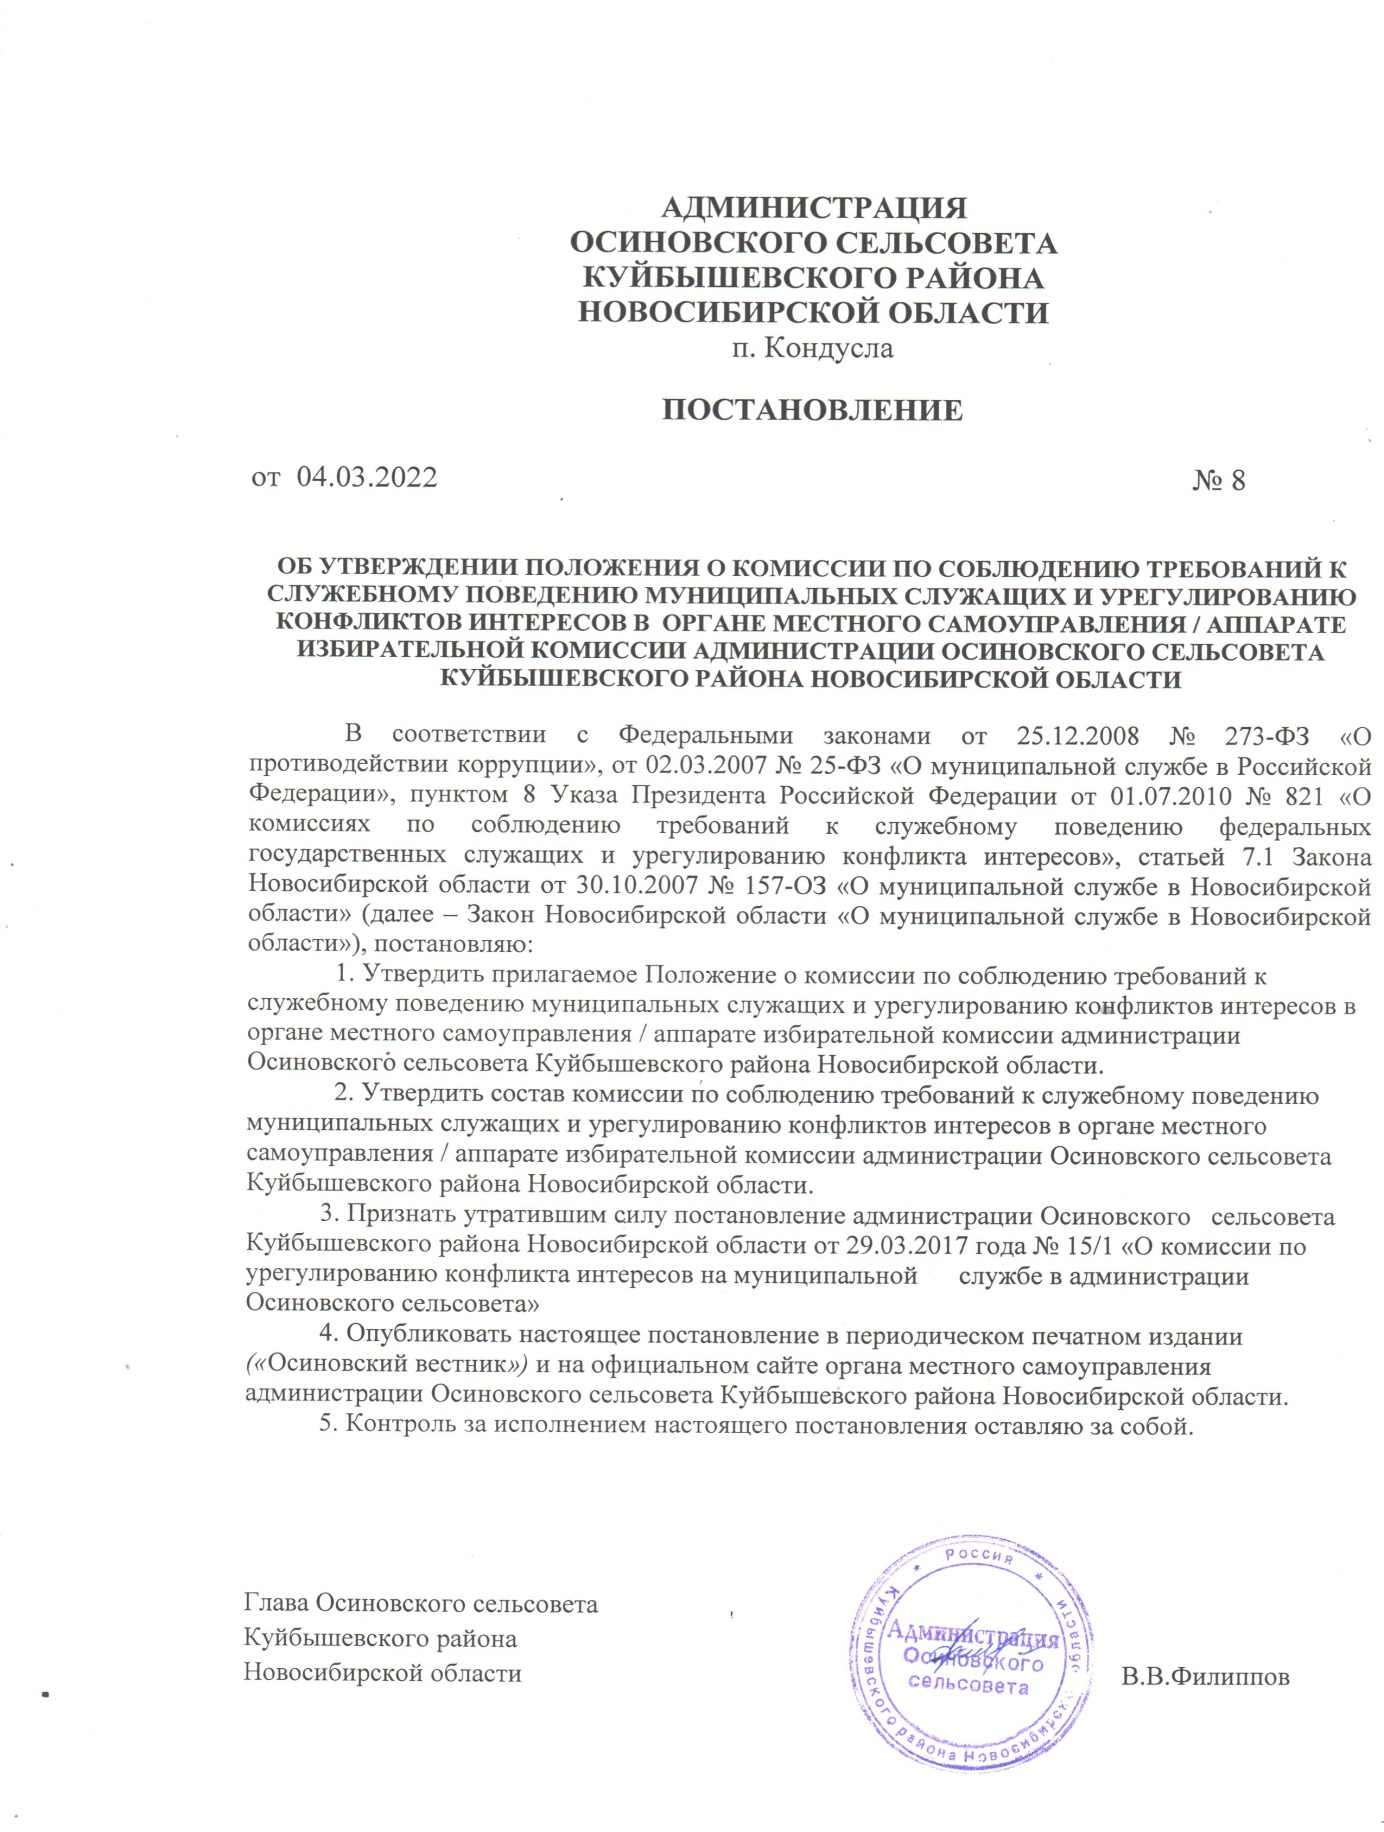 АДМИНИСТРАЦИЯ
ОСИНОВСКОГО СЕЛЬСОВЕТА
КУЙБЫШЕВСКОГО РАЙОНА
НОВОСИБИРСКОЙ ОБЛАСТИ
п. Кондусла
ПОСТАНОВЛЕНИЕ
от 04.03.2022 № 8
ОБ УТВЕРЖДЕНИИ ПОЛОЖЕНИЯ О КОМИССИИ ПО СОБЛЮДЕНИЮ ТРЕБОВАНИЙ К
СЛУЖЕБНОМУ ПОВЕДЕНИЮ МУНИЦИПАЛЬНЫХ СЛУЖАЩИХ И УРЕГУЛИРОВАНИЮ
КОНФЛИКТОВ ИНТЕРЕСОВ В ОРГАНЕ МЕСТНОГО САМОУПРАВЛЕНИЯ / АППАРАТЕ
ИЗБИРАТЕЛЬНОЙ КОМИССИИ АДМИНИСТРАЦИИ ОСИНОВСКОГО СЕЛЬСОВЕТА
КУЙБЫШЕВСКОГО РАЙОНА НОВОСИБИРСКОЙ ОБЛАСТИ
В соответствии с Федеральными законами от 25.12.2008 № 273-ФЗ «О
противодействии коррупции», от 02.03.2007 № 25-ФЗ «О муниципальной службе в Российской
Федерации», пунктом 8 Указа Президента Российской Федерации от 01.07.2010 № 821 «О
комиссиях по соблюдению требований к служебному поведению федеральных
государственных служащих и урегулированию конфликта интересов», статьей 7.1 Закона
Новосибирской области от 30.10.2007 № 157-ОЗ «О муниципальной службе в Новосибирской
области» (далее – Закон Новосибирской области «О муниципальной службе в Новосибирской
области»), постановляю:
1. Утвердить прилагаемое Положение о комиссии по соблюдению требований к
служебному поведению муниципальных служащих и урегулированию конфликтов интересов в
органе местного самоуправления / аппарате избирательной комиссии администрации
Осиновского сельсовета Куйбышевского района Новосибирской области.
2. Утвердить состав комиссии по соблюдению требований к служебному поведению
муниципальных служащих и урегулированию конфликтов интересов в органе местного
самоуправления / аппарате избирательной комиссии администрации Осиновского сельсовета
Куйбышевского района Новосибирской области.
3. Признать утратившим силу постановление администрации Осиновского сельсовета
Куйбышевского района Новосибирской области от 29.03.2017 года № 15/1 «О комиссии по
урегулированию конфликта интересов на муниципальной службе в администрации
Осиновского сельсовета»
4. Опубликовать настоящее постановление в периодическом печатном издании
(«Осиновский вестник») и на официальном сайте органа местного самоуправления
администрации Осиновского сельсовета Куйбышевского района Новосибирской области.
5. Контроль за исполнением настоящего постановления оставляю за собой.
Глава Осиновского сельсовета
Куйбышевского района
Новосибирской области В.В.Филиппов
Россия * Куйбышевского района Новосибирской области *
Администрация
Осиновского
сельсовета